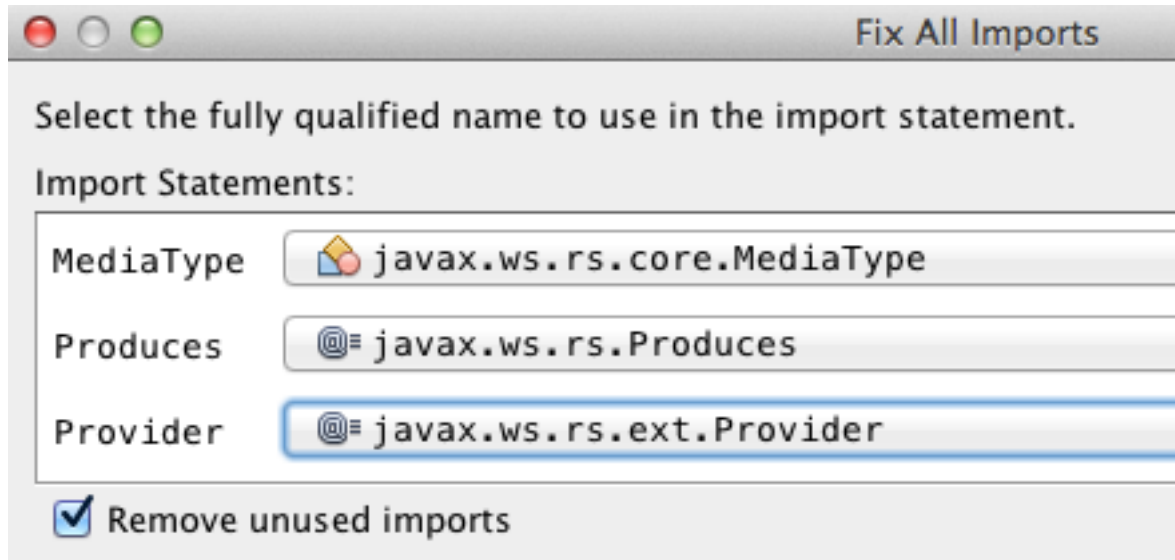 Fix All Imports
Select the fully qualified name to use in the import statement.
Import Statements:
MediaType javax.ws.rs.core.MediaType
Produces javax.ws.rs.Produces
Provider javax.ws.rs.ext.Provider
Remove unused imports